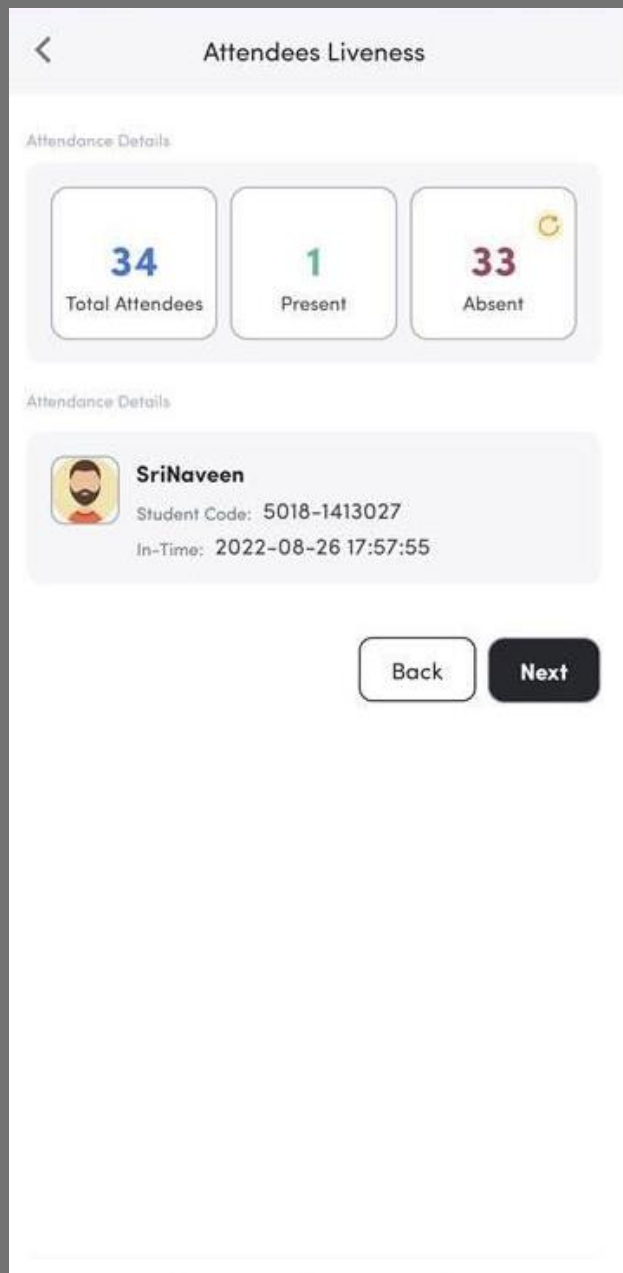 Attendees Liveness
Attendance Details
34
Total Attendees
1
Present
33
Absent
Attendance Details
SriNaveen
Student Code: 5018-1413027
In-Time: 2022-08-26 17:57:55
Back
Next